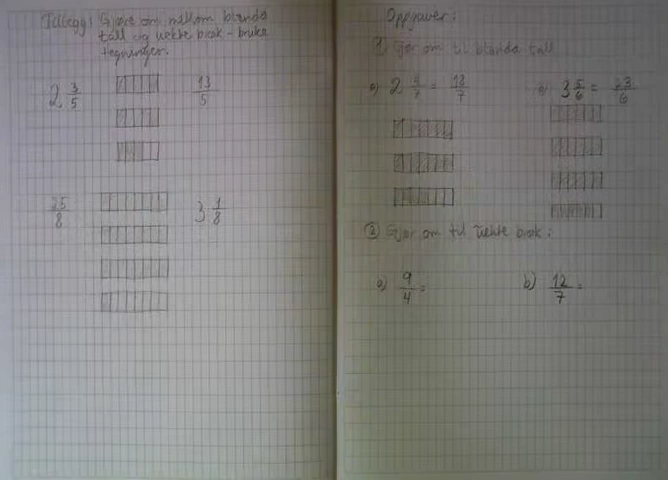 Tillegg: Gjøre om mellom blanda
tall og uekte brøk - bruke
tegninger.
2 3/5
13/5
25/8
3 1/8
Oppgaver:
1 Gjør om til blanda tall
a) 2 5/7 = 19/7
b) 3 5/6 = 23/6
2 Gjør om til uekte brøk:
a) 9/4 =
b) 12/7 =